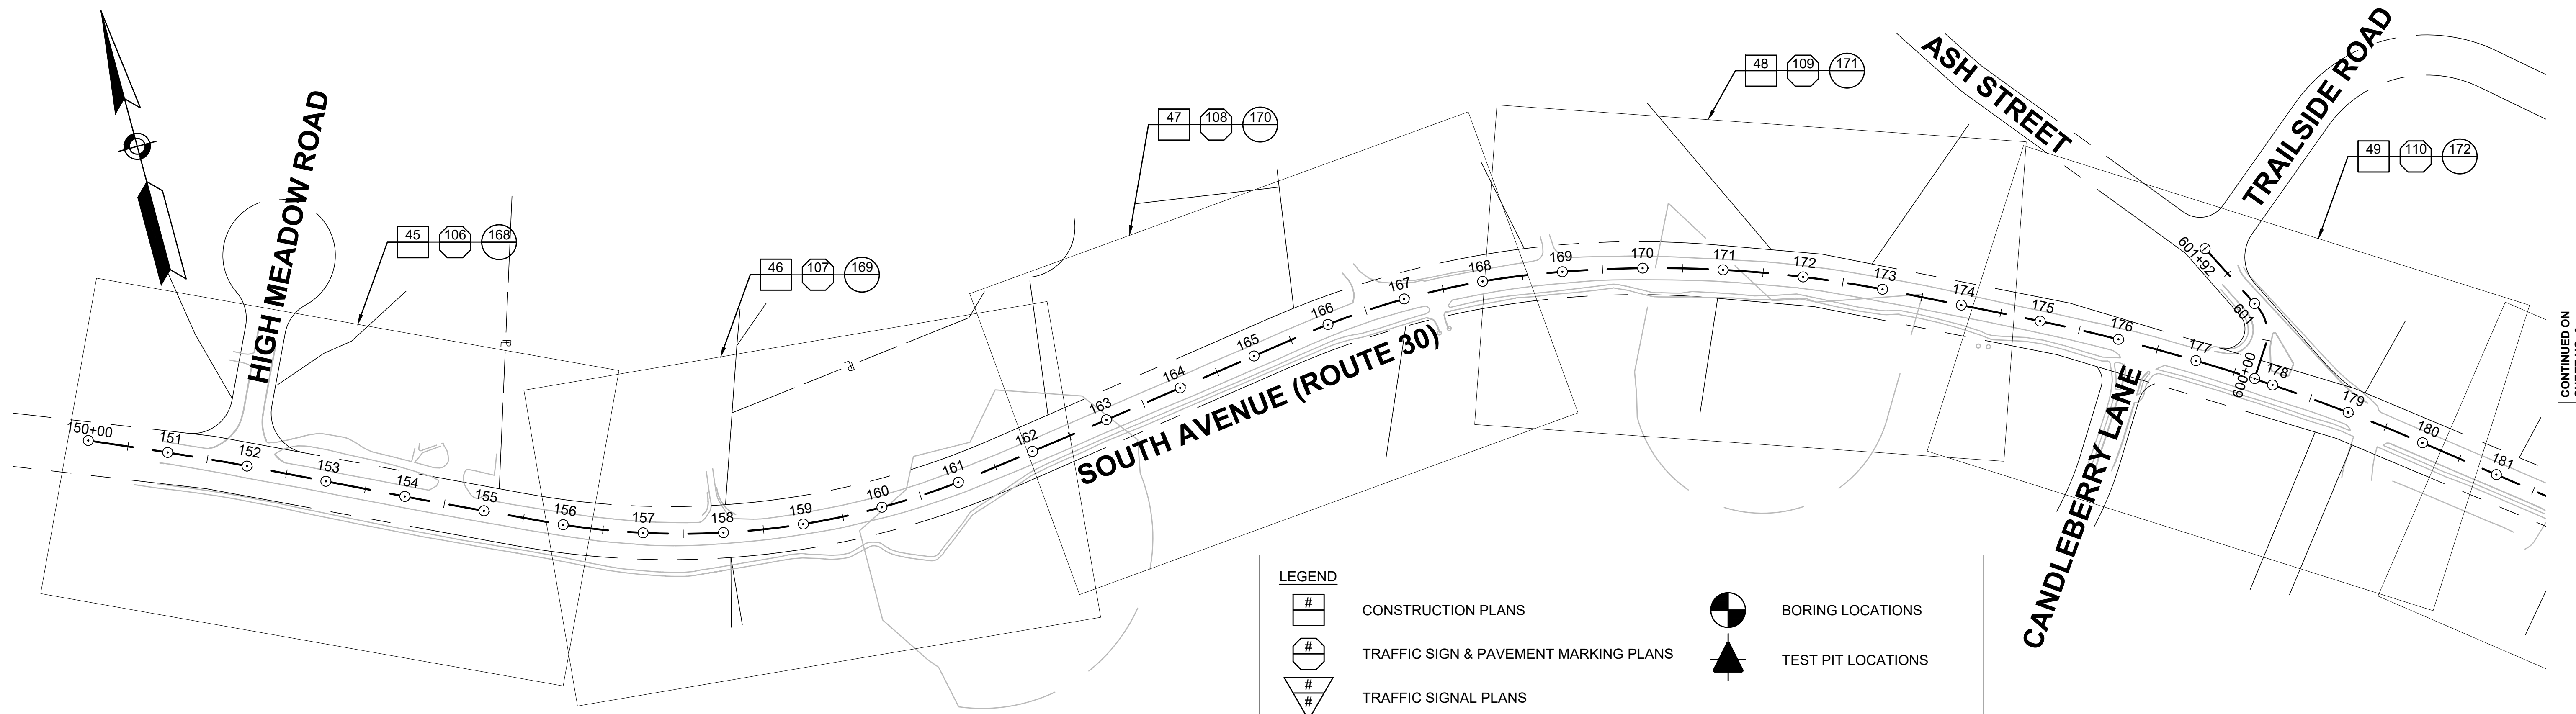 HIGH MEADOW ROAD
45 106 168
46 107 169
47 108 170
48 109 171
ASH STREET
TRAILSIDE ROAD
49 110 172
150+00 151 152 153 154 155 156 157 158 159 160 161 162 163 164 165 166 167 168 169 170 171 172 173 174 175 176 177 178 179 180 181
601+92
601
600+00
PL
PL
SOUTH AVENUE (ROUTE 30)
CANDLEBERRY LANE
CONTINUED ON
LEGEND
# CONSTRUCTION PLANS
# TRAFFIC SIGN & PAVEMENT MARKING PLANS
# # TRAFFIC SIGNAL PLANS
BORING LOCATIONS
TEST PIT LOCATIONS